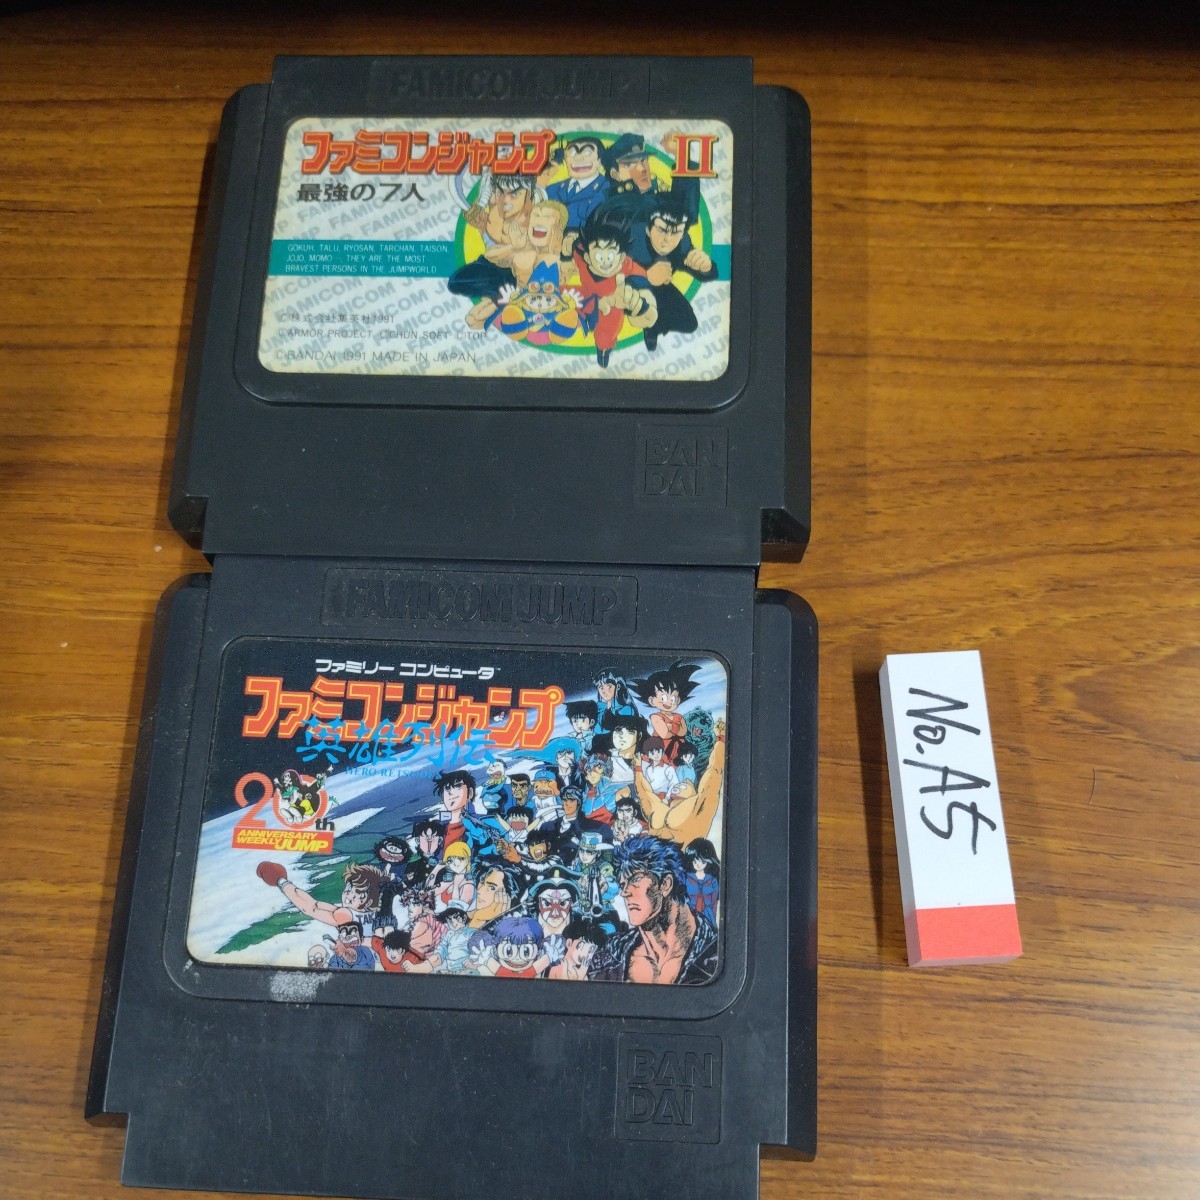 FAMICOM JUMP
ファミコンジャンプ II
最強の7人
GOKUH, TALU, RYOSAN, TARCHAN, TAISON,
JOJO, MOMO…, THEY ARE THE MOST
BRAVEST PERSONS IN THE JUMPWORLD
©株式会社集英社1991
©ARMOR PROJECT, ©CHUN SOFT
©BANDAI 1991 MADE IN JAPAN
BAN
DAI
FAMICOM JUMP
ファミリー コンピュータ™
ファミコンジャンプ
英雄列伝
HERO RETSUDEN
20th
ANNIVERSARY
WEEKLY JUMP
BAN
DAI
No.A5